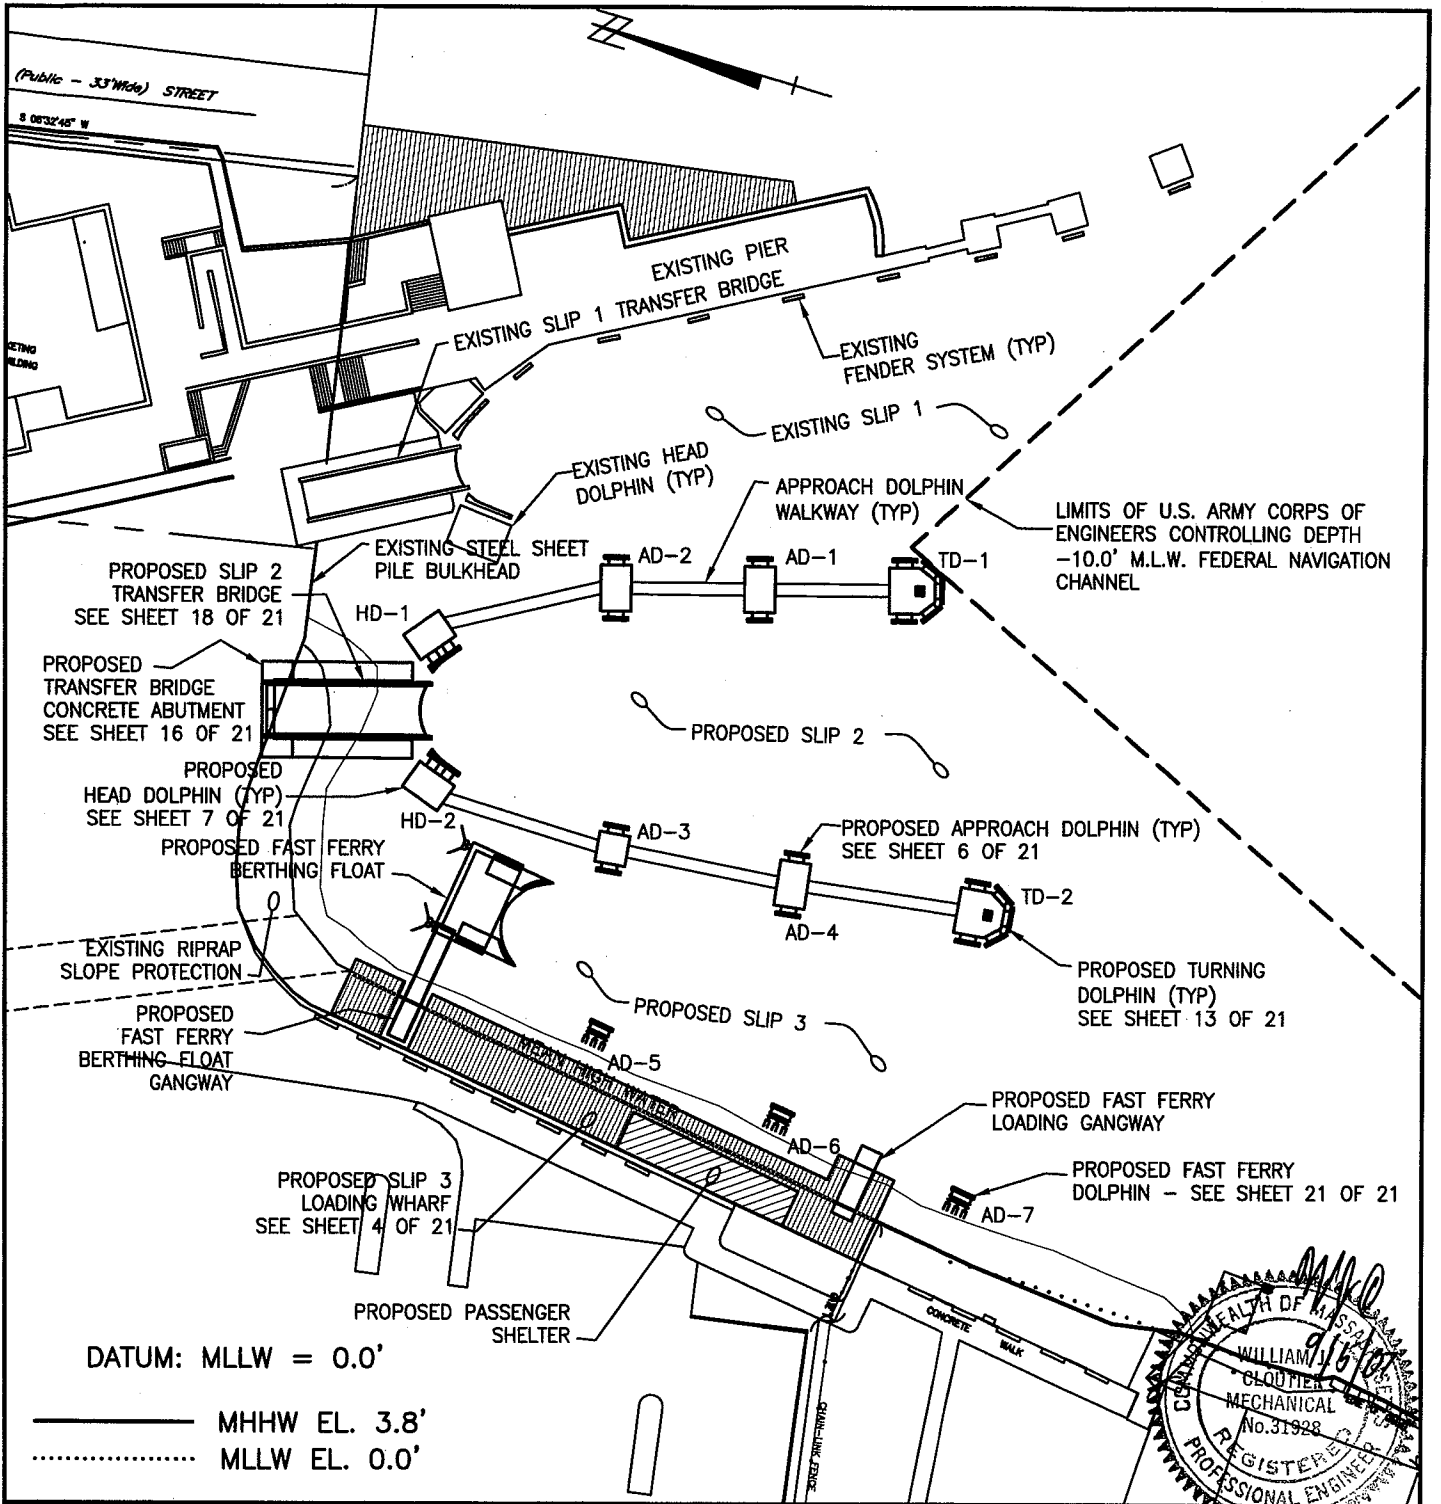 (Public - 33'Wide) STREET
S 06°32'45" W
EXISTING PIER
EXISTING SLIP 1 TRANSFER BRIDGE
EXISTING
FENDER SYSTEM (TYP)
EXISTING SLIP 1
EXISTING HEAD
DOLPHIN (TYP)
APPROACH DOLPHIN
WALKWAY (TYP)
LIMITS OF U.S. ARMY CORPS OF
ENGINEERS CONTROLLING DEPTH
-10.0' M.L.W. FEDERAL NAVIGATION
CHANNEL
EXISTING STEEL SHEET
PILE BULKHEAD
AD-2
AD-1
TD-1
PROPOSED SLIP 2
TRANSFER BRIDGE
SEE SHEET 18 OF 21
HD-1
PROPOSED
TRANSFER BRIDGE
CONCRETE ABUTMENT
SEE SHEET 16 OF 21
PROPOSED SLIP 2
PROPOSED
HEAD DOLPHIN (TYP)
SEE SHEET 7 OF 21
HD-2
AD-3
PROPOSED APPROACH DOLPHIN (TYP)
SEE SHEET 6 OF 21
PROPOSED FAST FERRY
BERTHING FLOAT
TD-2
AD-4
EXISTING RIPRAP
SLOPE PROTECTION
PROPOSED TURNING
DOLPHIN (TYP)
SEE SHEET 13 OF 21
PROPOSED SLIP 3
PROPOSED
FAST FERRY
BERTHING FLOAT
GANGWAY
MEAN HIGH WATER
AD-5
AD-6
PROPOSED FAST FERRY
LOADING GANGWAY
PROPOSED FAST FERRY
DOLPHIN - SEE SHEET 21 OF 21
AD-7
PROPOSED SLIP 3
LOADING WHARF
SEE SHEET 4 OF 21
PROPOSED PASSENGER
SHELTER
CONCRETE WALK
CHAIN-LINK FENCE
DATUM: MLLW = 0.0'
MHHW EL. 3.8'
MLLW EL. 0.0'
COMMONWEALTH OF MASSACHUSETTS
WILLIAM J.
CLOUTIER
MECHANICAL
No.31928
REGISTERED
PROFESSIONAL ENGINEER